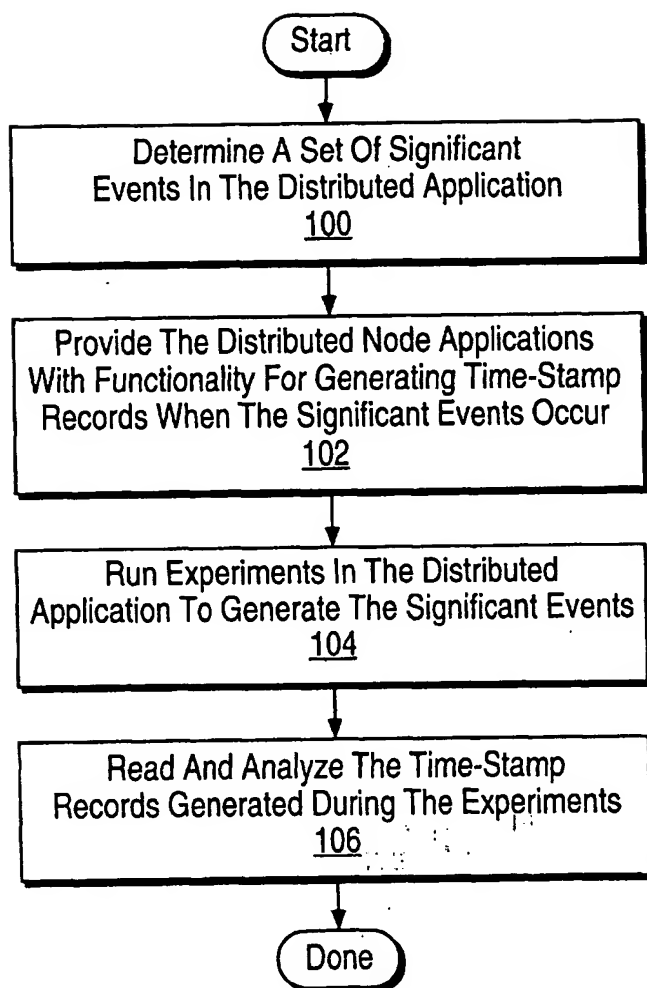 Start
Determine A Set Of Significant
Events In The Distributed Application
100
Provide The Distributed Node Applications
With Functionality For Generating Time-Stamp
Records When The Significant Events Occur
102
Run Experiments In The Distributed
Application To Generate The Significant Events
104
Read And Analyze The Time-Stamp
Records Generated During The Experiments
106
Done